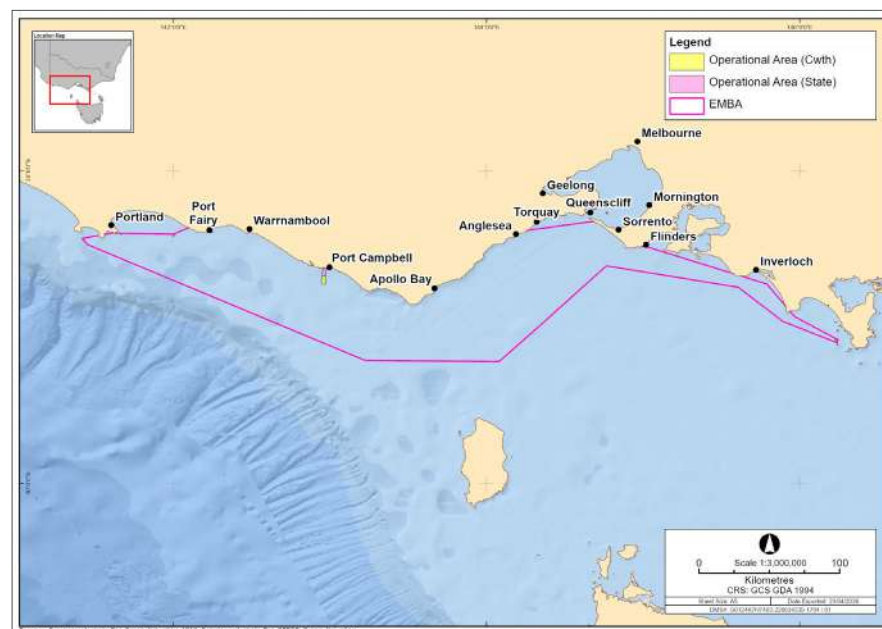 Location Map
Legend
Operational Area (Cwth)
Operational Area (State)
EMBA
Melbourne
Geelong
Queenscliff
Mornington
Torquay
Sorrento
Anglesea
Flinders
Portland
Port
Fairy
Warrnambool
Port Campbell
Apollo Bay
Inverloch
0
Scale 1:3,000,000
100
Kilometres
CRS: GCS GDA 1994